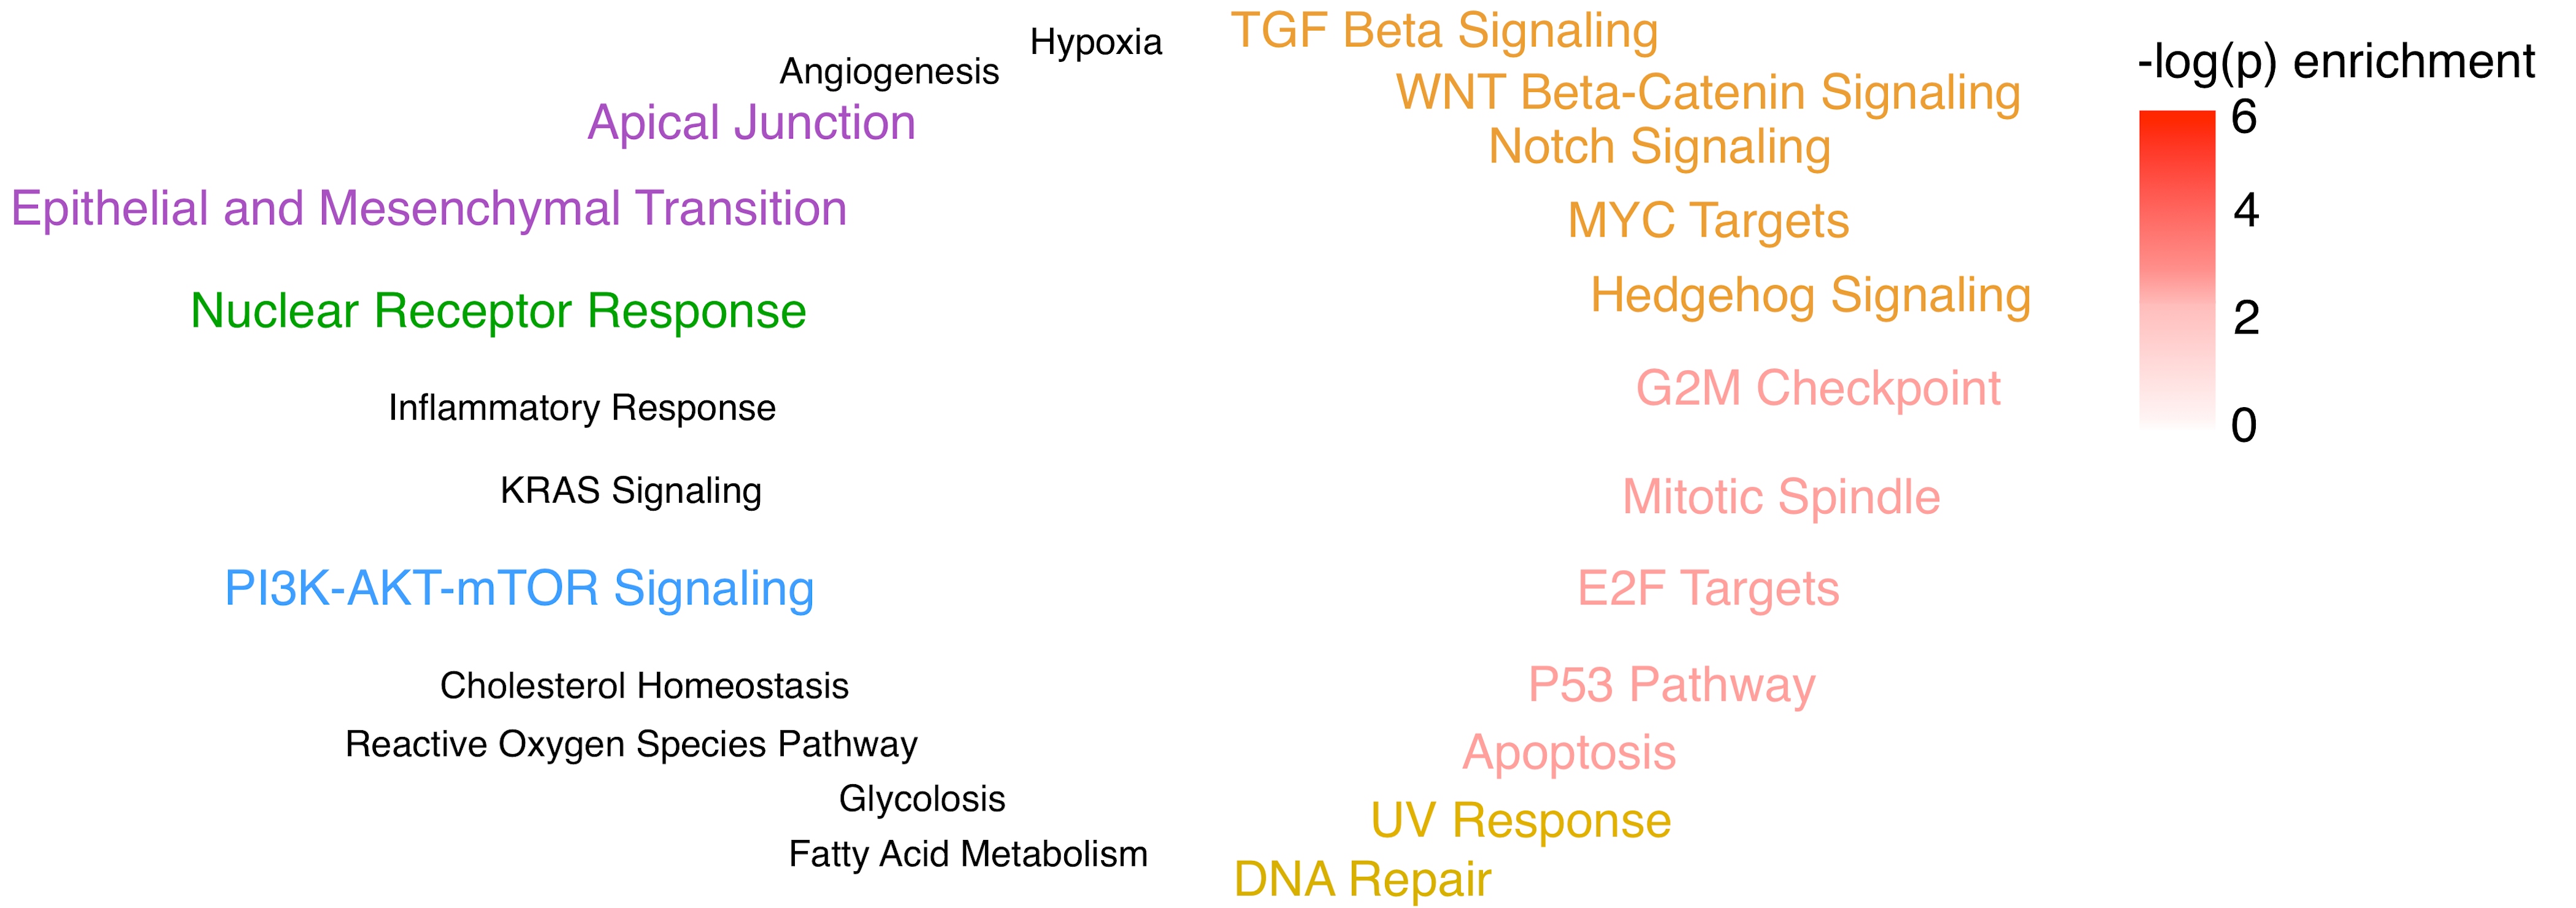 Hypoxia
Angiogenesis
Apical Junction
Epithelial and Mesenchymal Transition
Nuclear Receptor Response
Inflammatory Response
KRAS Signaling
PI3K-AKT-mTOR Signaling
Cholesterol Homeostasis
Reactive Oxygen Species Pathway
Glycolosis
Fatty Acid Metabolism
TGF Beta Signaling
WNT Beta-Catenin Signaling
Notch Signaling
MYC Targets
Hedgehog Signaling
G2M Checkpoint
Mitotic Spindle
E2F Targets
P53 Pathway
Apoptosis
UV Response
DNA Repair
-log(p) enrichment
6
4
2
0